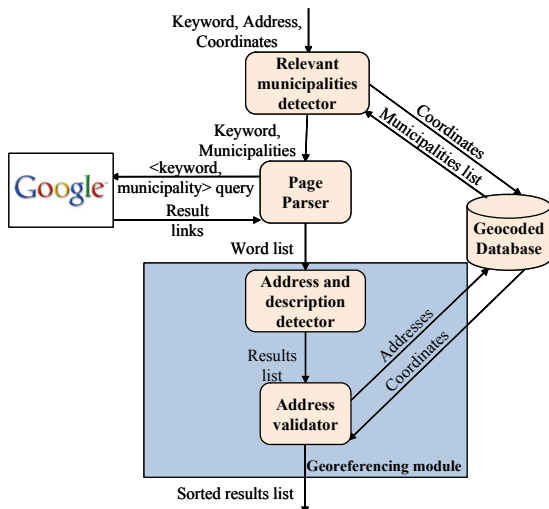 Keyword, Address,
Coordinates
Relevant
municipalities
detector
Coordinates
Municipalities list
Keyword,
Municipalities
<keyword,
municipality> query
Google™
Page
Parser
Result
links
Geocoded
Database
Word list
Address and
description
detector
Addresses
Coordinates
Results
list
Address
validator
Georeferencing module
Sorted results list